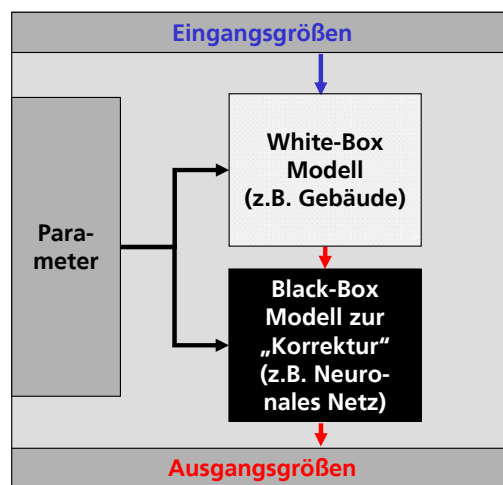 Eingangsgrößen
White-Box
Modell
(z.B. Gebäude)
Para-
meter
Black-Box
Modell zur
„Korrektur“
(z.B. Neuro-
nales Netz)
Ausgangsgrößen